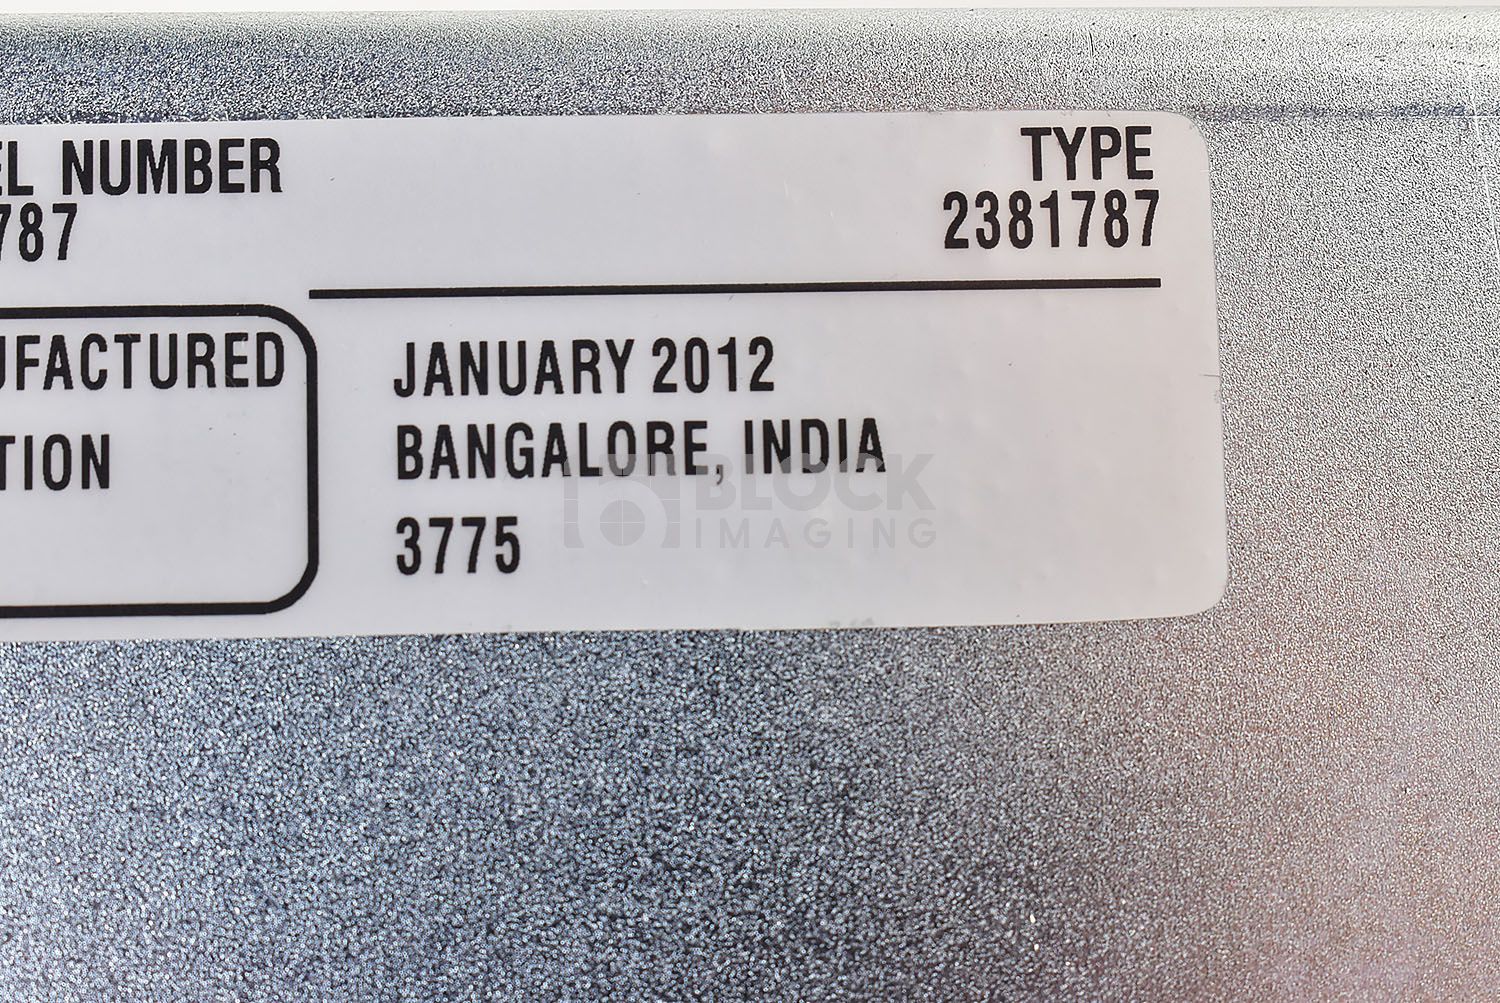 EL NUMBER
787
TYPE
2381787
UFACTURED
TION
JANUARY 2012
BANGALORE, INDIA
3775
BLOCK
IMAGING